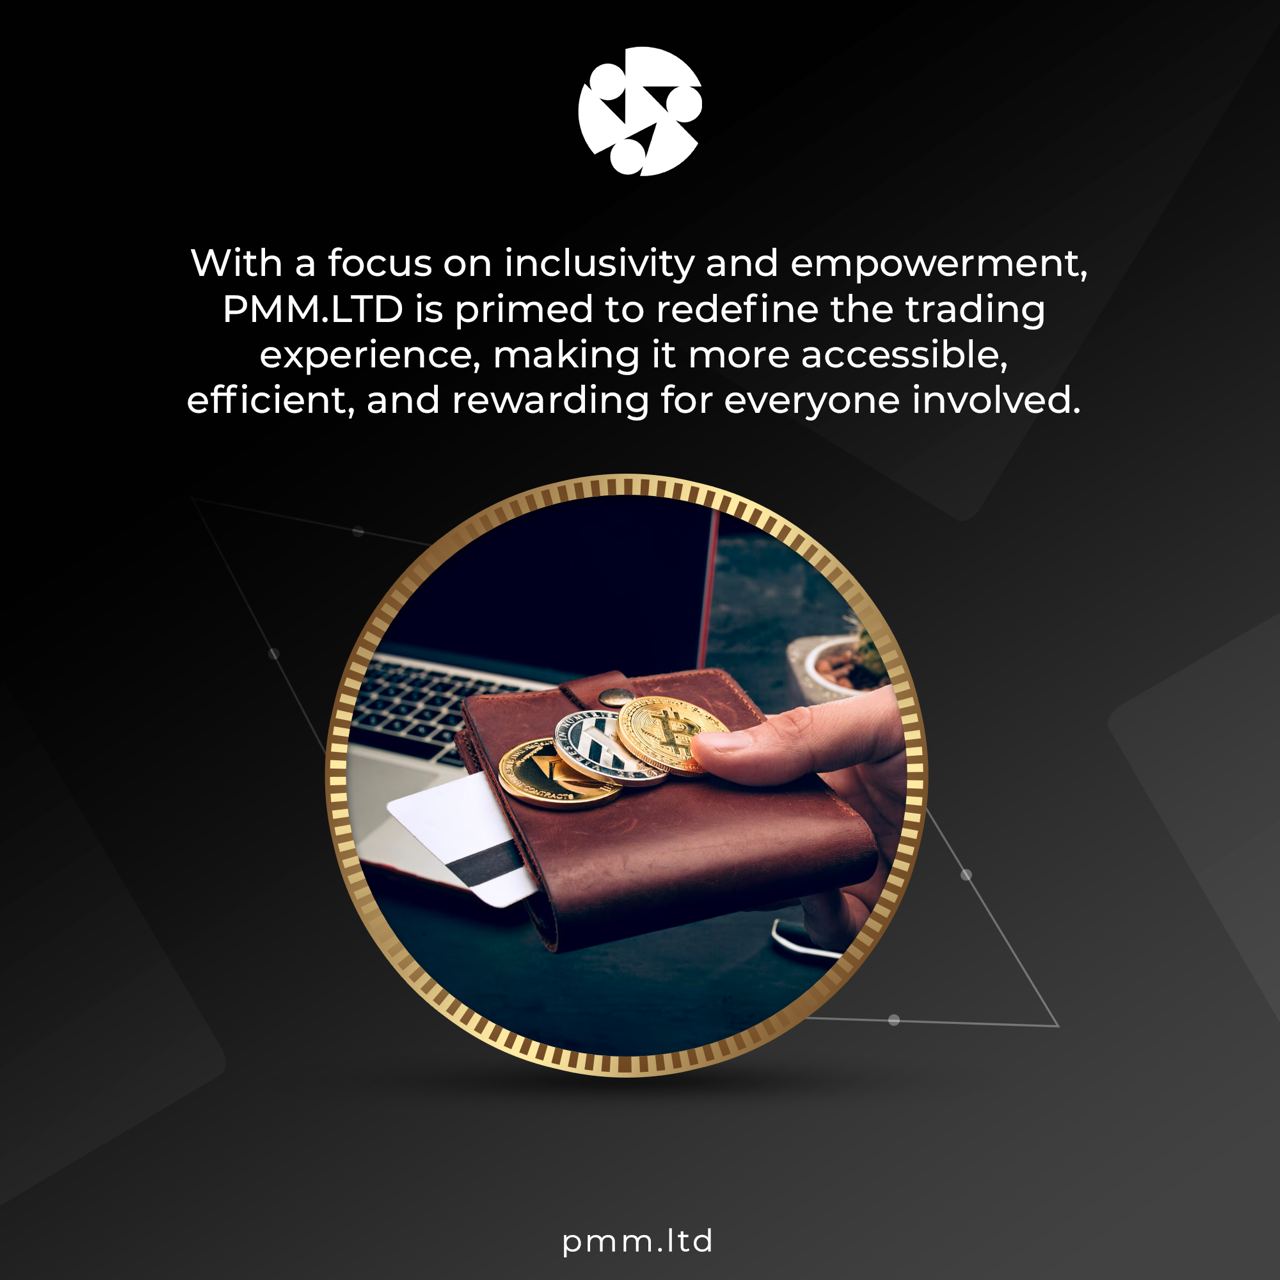 With a focus on inclusivity and empowerment,
PMM.LTD is primed to redefine the trading
experience, making it more accessible,
efficient, and rewarding for everyone involved.
pmm.ltd